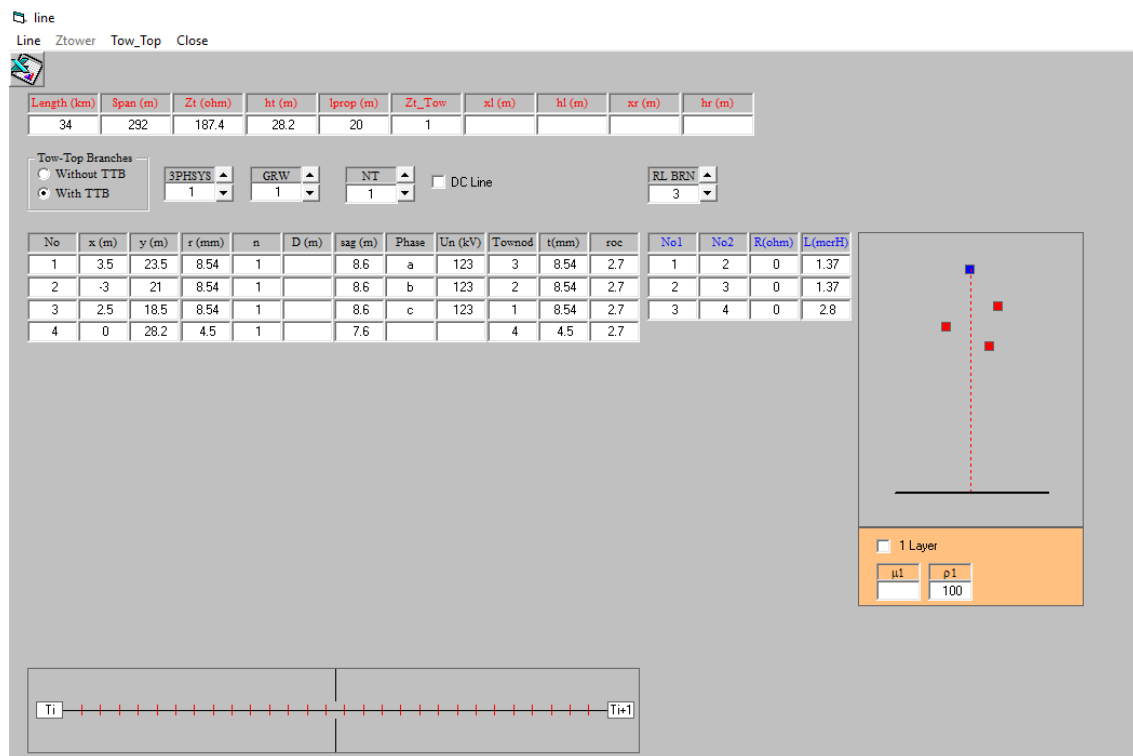 line
Line Ztower Tow_Top Close
Length (km) Span (m) Zt (ohm) ht (m) lprop (m) Zt_Tow xl (m) hl (m) xr (m) hr (m)
34 292 187.4 28.2 20 1
Tow-Top Branches
Without TTB
With TTB
3PHSYS
1
GRW
1
NT
1
DC Line
RL BRN
3
No x (m) y (m) r (mm) n D (m) sag (m) Phase Un (kV) Townod t(mm) roc No1 No2 R(ohm) L(mcrH)
1 3.5 23.5 8.54 1 8.6 a 123 3 8.54 2.7 1 2 0 1.37
2 -3 21 8.54 1 8.6 b 123 2 8.54 2.7 2 3 0 1.37
3 2.5 18.5 8.54 1 8.6 c 123 1 8.54 2.7 3 4 0 2.8
4 0 28.2 4.5 1 7.6 4 4.5 2.7
1 Layer
μ1 ρ1
100
Ti Ti+1